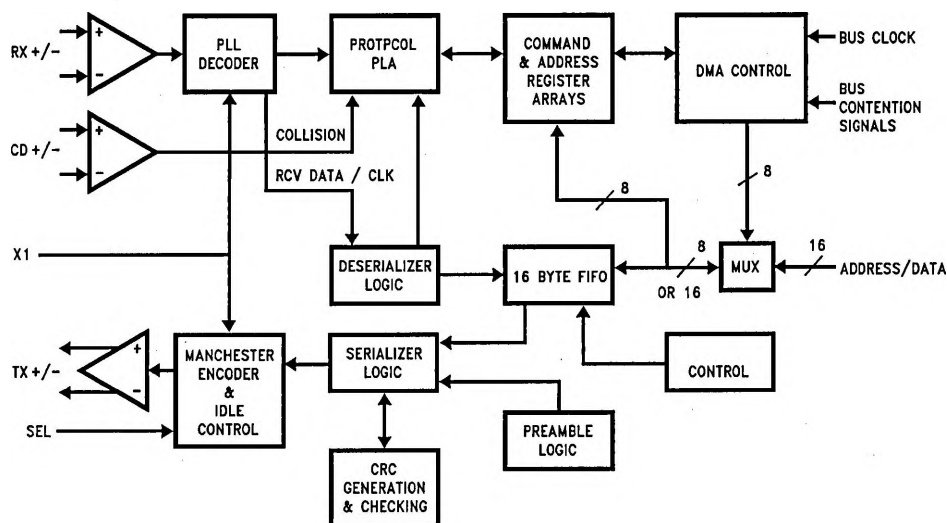 RX +/-
+
-
PLL
DECODER
PROTPCOL
PLA
COMMAND
& ADDRESS
REGISTER
ARRAYS
DMA CONTROL
BUS CLOCK
BUS
CONTENTION
SIGNALS
CD +/-
+
-
COLLISION
RCV DATA / CLK
8
8
X1
DESERIALIZER
LOGIC
16 BYTE FIFO
8
OR 16
MUX
16
ADDRESS/DATA
TX +/-
+
-
MANCHESTER
ENCODER
&
IDLE
CONTROL
SERIALIZER
LOGIC
CONTROL
SEL
PREAMBLE
LOGIC
CRC
GENERATION
& CHECKING